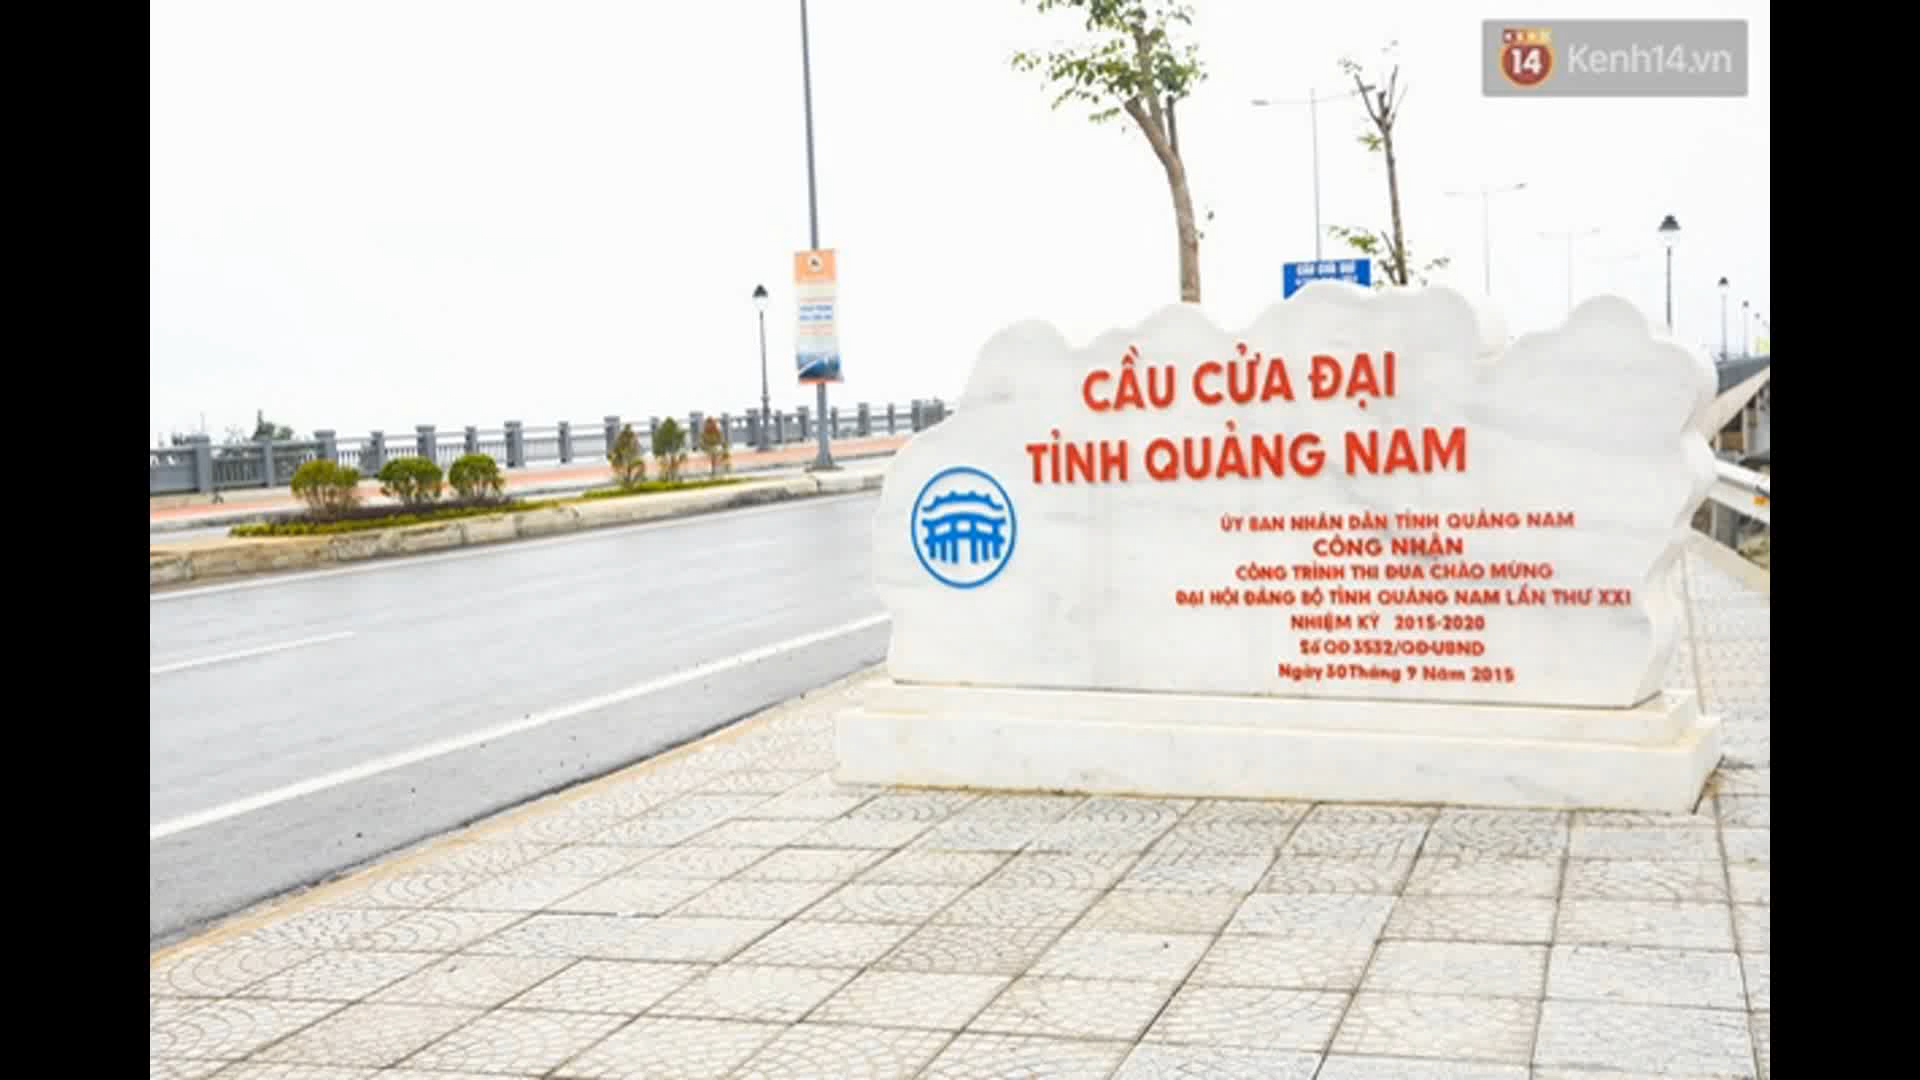 14 Kenh14.vn
CẦU CỬA ĐẠI
TỈNH QUẢNG NAM
ỦY BAN NHÂN DÂN TỈNH QUẢNG NAM
CÔNG NHẬN
CÔNG TRÌNH THI ĐUA CHÀO MỪNG
ĐẠI HỘI ĐẢNG BỘ TỈNH QUẢNG NAM LẦN THỨ XXI
NHIỆM KỲ 2015-2020
Số QĐ 3532/QĐ-UBND
Ngày 30 Tháng 9 Năm 2015